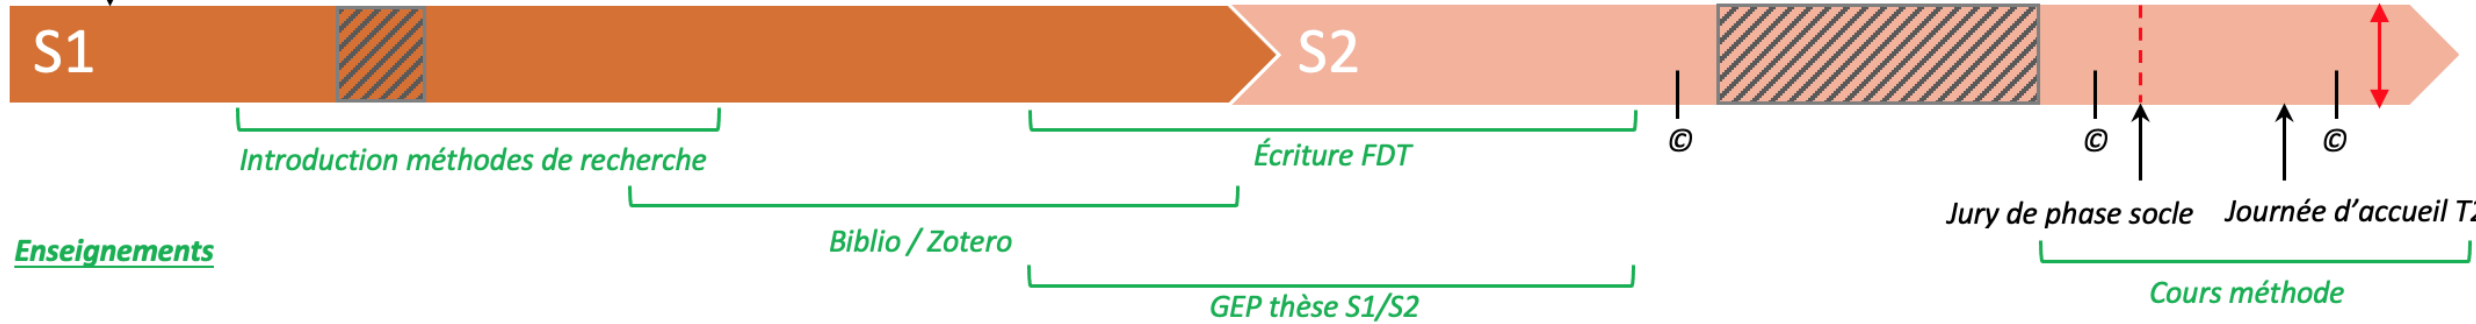 S1
S2
©
©
©
Introduction méthodes de recherche
Écriture FDT
Jury de phase socle
Journée d'accueil T2
Biblio / Zotero
Enseignements
GEP thèse S1/S2
Cours méthode